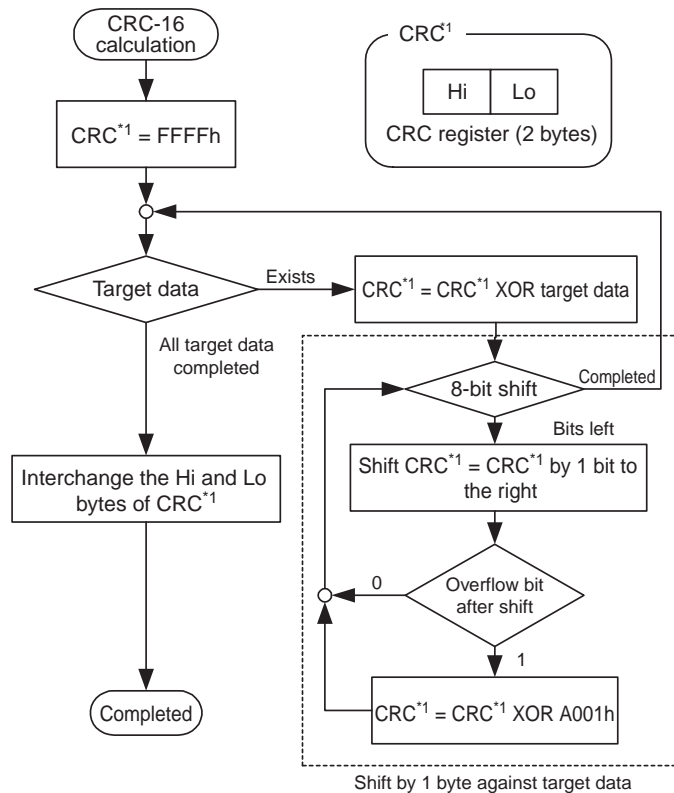 CRC-16
calculation
CRC*1
Hi Lo
CRC register (2 bytes)
CRC*1 = FFFFh
Target data
Exists
CRC*1 = CRC*1 XOR target data
All target data
completed
8-bit shift
Completed
Bits left
Interchange the Hi and Lo
bytes of CRC*1
Shift CRC*1 = CRC*1 by 1 bit to
the right
0
Overflow bit
after shift
1
CRC*1 = CRC*1 XOR A001h
Completed
Shift by 1 byte against target data